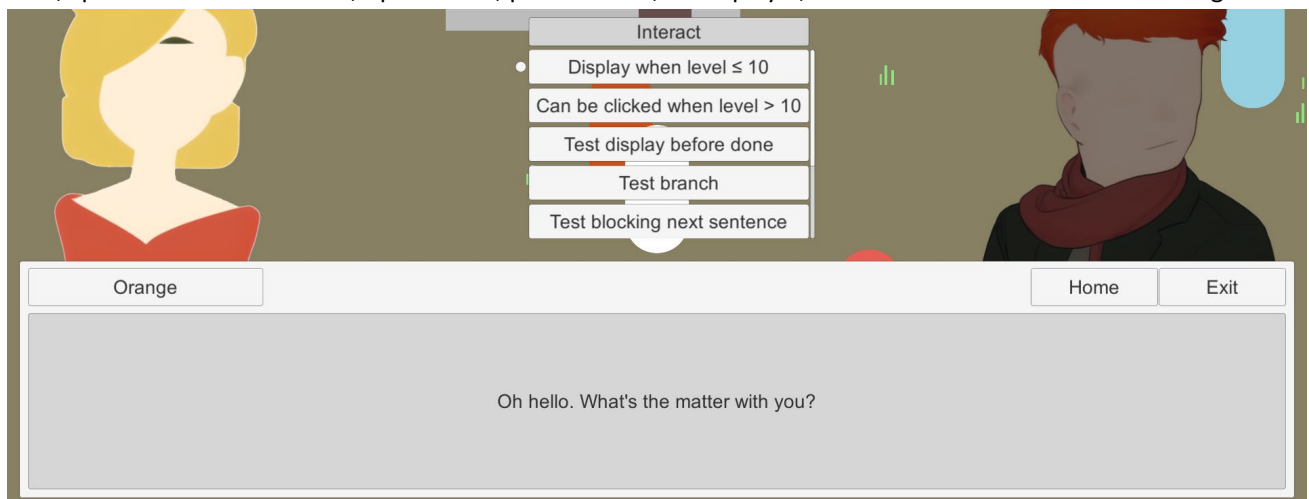 Interact
Display when level ≤ 10
Can be clicked when level > 10
Test display before done
Test branch
Test blocking next sentence
Orange
Home
Exit
Oh hello. What's the matter with you?